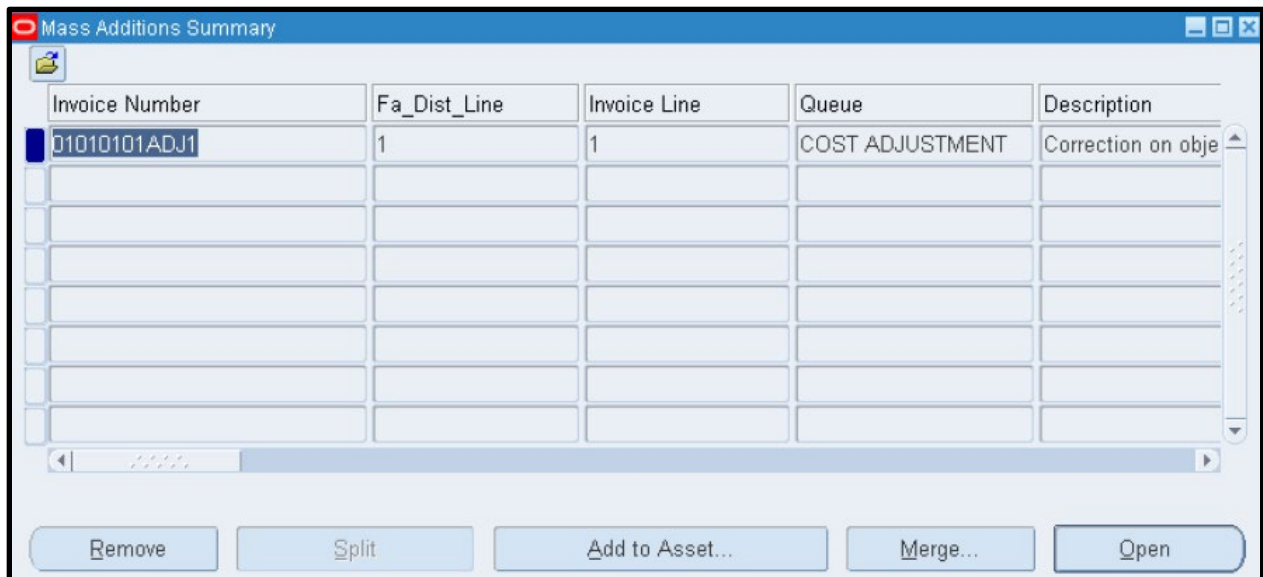 Mass Additions Summary
Invoice Number Fa_Dist_Line Invoice Line Queue Description
01010101ADJ1 1 1 COST ADJUSTMENT Correction on obje
Remove Split Add to Asset... Merge... Open